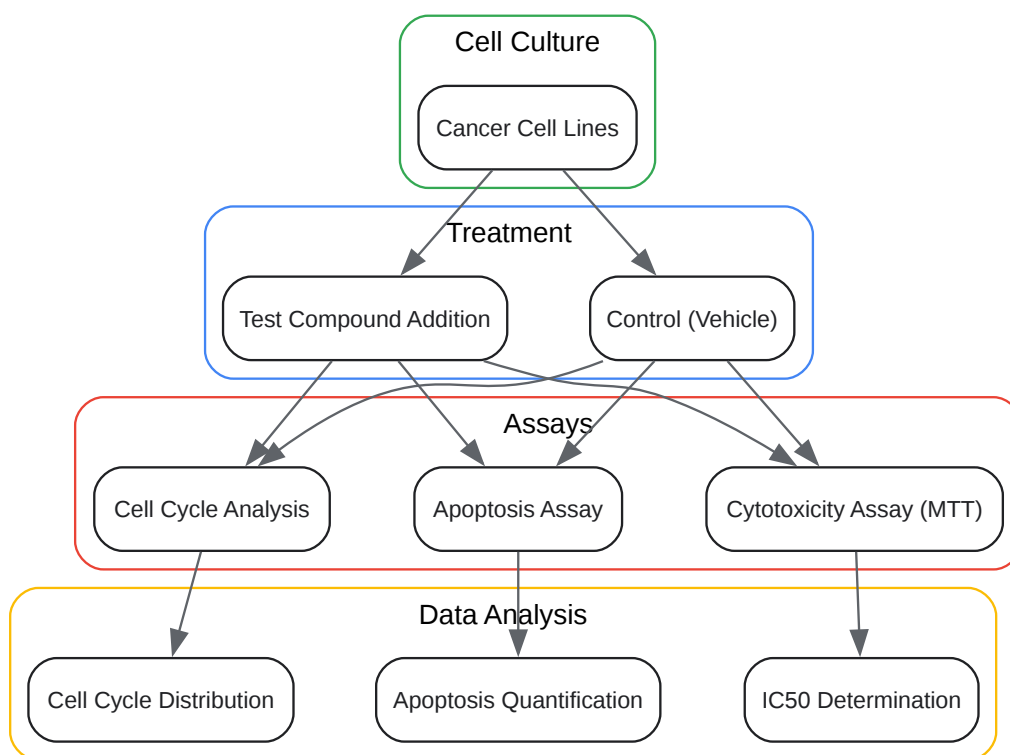 Cell Culture
Cancer Cell Lines
Treatment
Test Compound Addition
Control (Vehicle)
Assays
Cell Cycle Analysis
Apoptosis Assay
Cytotoxicity Assay (MTT)
Data Analysis
Cell Cycle Distribution
Apoptosis Quantification
IC50 Determination